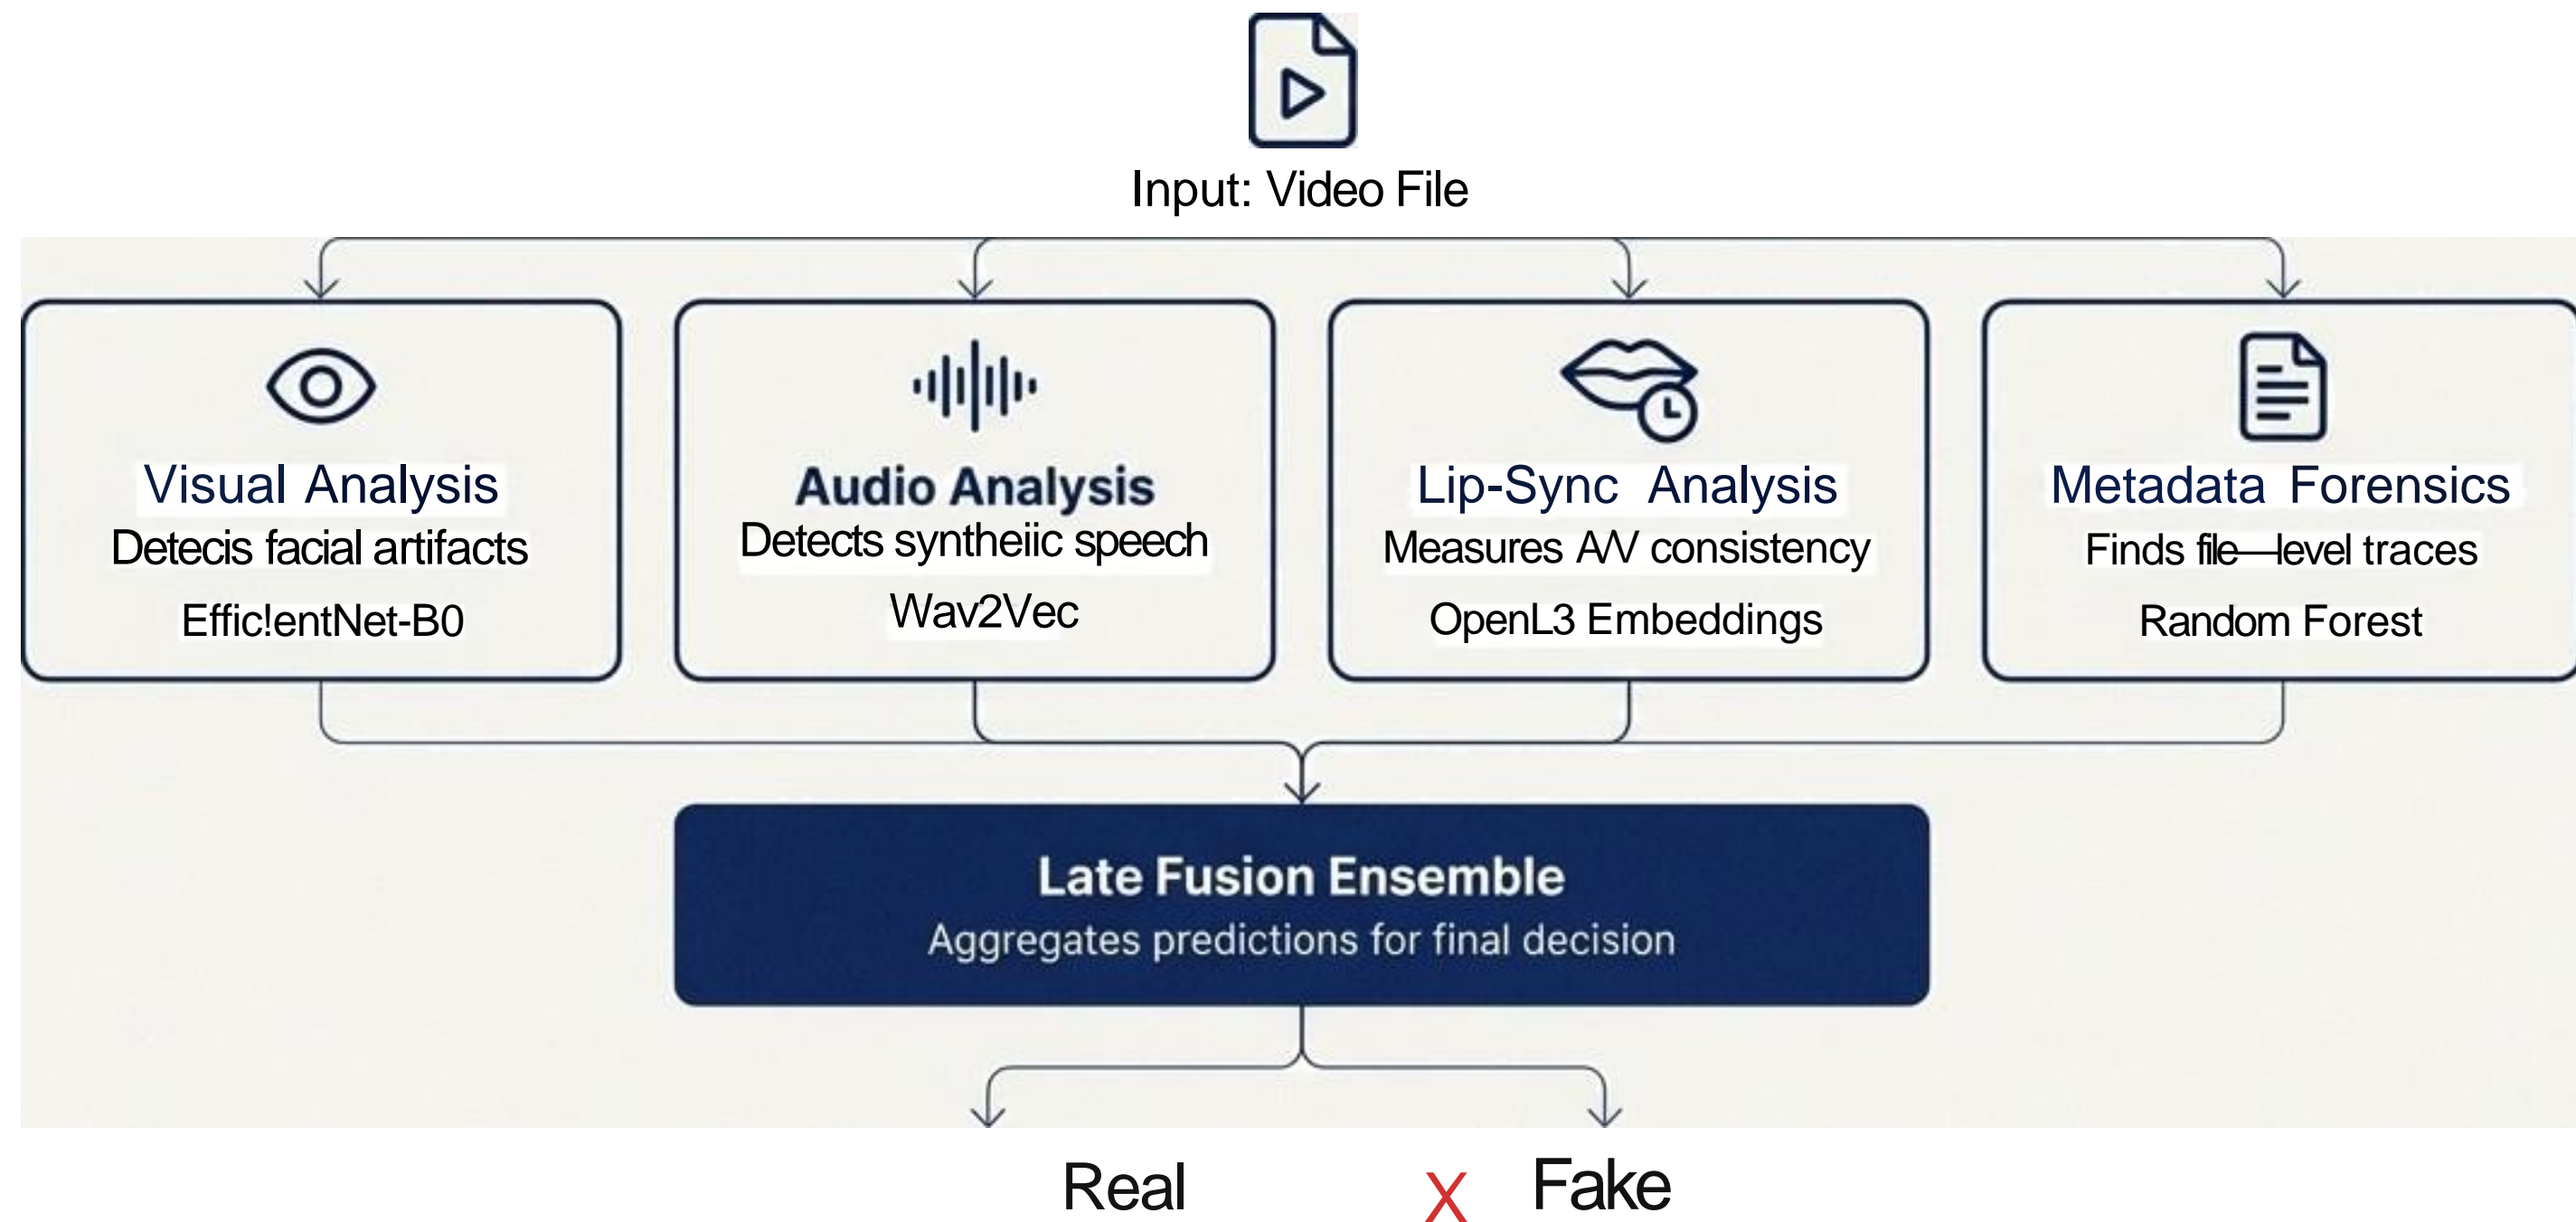 Input: Video File
Visual Analysis
Detecis facial artifacts
Effic!entNet-B0
Audio Analysis
Detects syntheiic speech
Wav2Vec
Lip-Sync Analysis
Measures A/V consistency
OpenL3 Embeddings
Metadata Forensics
Finds file—level traces
Random Forest
Late Fusion Ensemble
Aggregates predictions for final decision
Real
X Fake